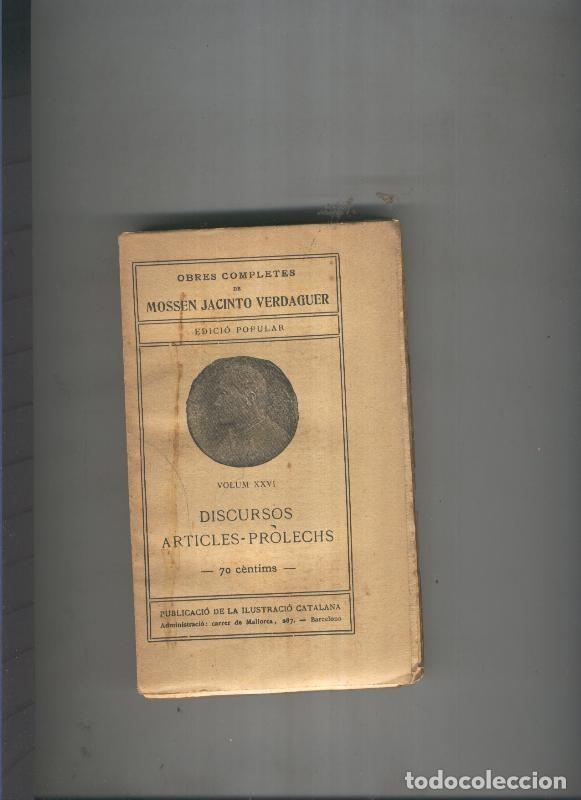 OBRES COMPLETES
DE
MOSSEN JACINTO VERDAGUER
EDICIÓ POPULAR
VOLUM XXVI
DISCURSOS
ARTICLES-PRÒLECHS
— 70 cèntims —
PUBLICACIÓ DE LA ILUSTRACIÓ CATALANA
Administració: carrer de Mallorca, 287. — Barcelona
todocoleccion.net